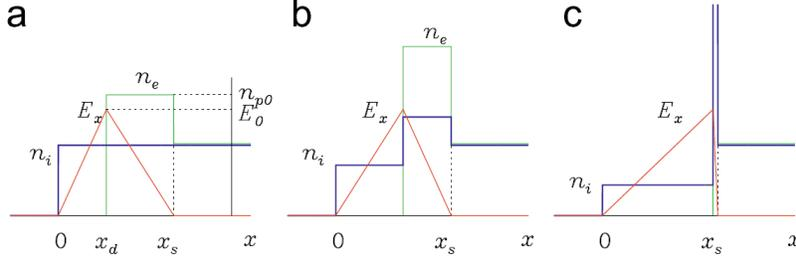 a
n_e
n_{p0}
E_x
E_0
n_i
0 x_d x_s x
b
n_e
E_x
n_i
0 x_s x
c
E_x
n_i
0 x_s x